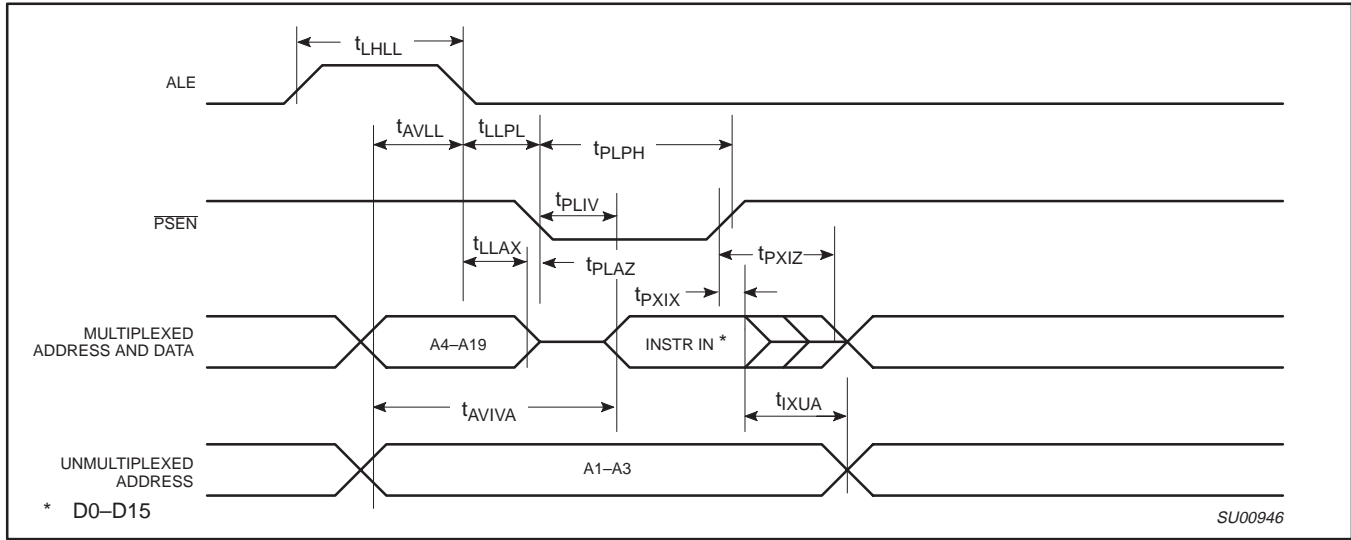 tLHLL
ALE
tAVLL
tLLPL
tPLPH
tPLIV
PSEN
tLLAX
tPLAZ
tPXIZ
tPXIX
MULTIPLEXED
ADDRESS AND DATA
A4–A19
INSTR IN *
tAVIVA
tIXUA
UNMULTIPLEXED
ADDRESS
A1–A3
* D0–D15
SU00946